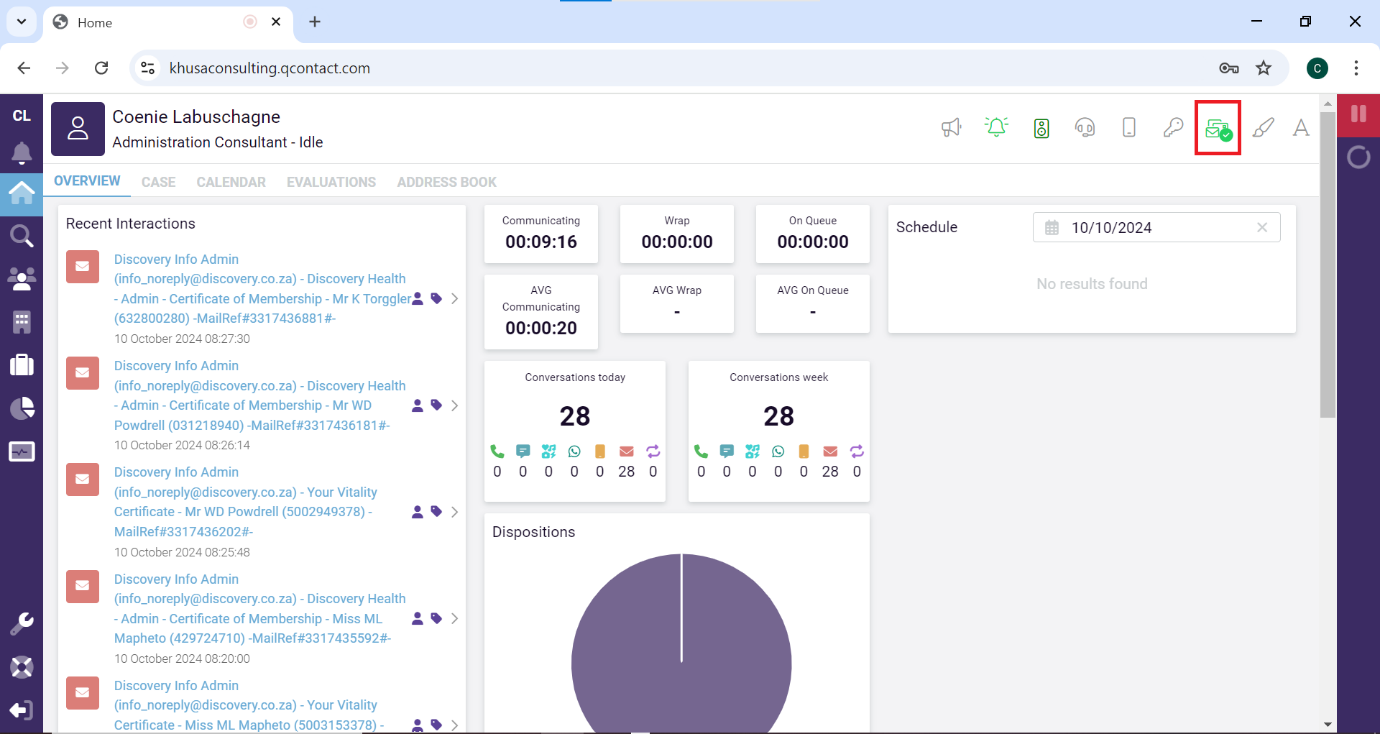 Home
khusaconsulting.qcontact.com
C
CL
Coenie Labuschagne
Administration Consultant - Idle
A
OVERVIEW CASE CALENDAR EVALUATIONS ADDRESS BOOK
Recent Interactions
Discovery Info Admin
(info_noreply@discovery.co.za) - Discovery Health
- Admin - Certificate of Membership - Mr K Torggler
(632800280) -MailRef#3317436881#-
10 October 2024 08:27:30
Discovery Info Admin
(info_noreply@discovery.co.za) - Discovery Health
- Admin - Certificate of Membership - Mr WD
Powdrell (031218940) -MailRef#3317436181#-
10 October 2024 08:26:14
Discovery Info Admin
(info_noreply@discovery.co.za) - Your Vitality
Certificate - Mr WD Powdrell (5002949378) -
MailRef#3317436202#-
10 October 2024 08:25:48
Discovery Info Admin
(info_noreply@discovery.co.za) - Discovery Health
- Admin - Certificate of Membership - Miss ML
Mapheto (429724710) -MailRef#3317435592#-
10 October 2024 08:20:00
Discovery Info Admin
(info_noreply@discovery.co.za) - Your Vitality
Certificate - Miss ML Mapheto (5003153378) -
Communicating
00:09:16
Wrap
00:00:00
On Queue
00:00:00
AVG
Communicating
00:00:20
AVG Wrap
-
AVG On Queue
-
Conversations today
28
0 0 0 0 0 28 0
Conversations week
28
0 0 0 0 0 28 0
Dispositions
Schedule
10/10/2024
No results found